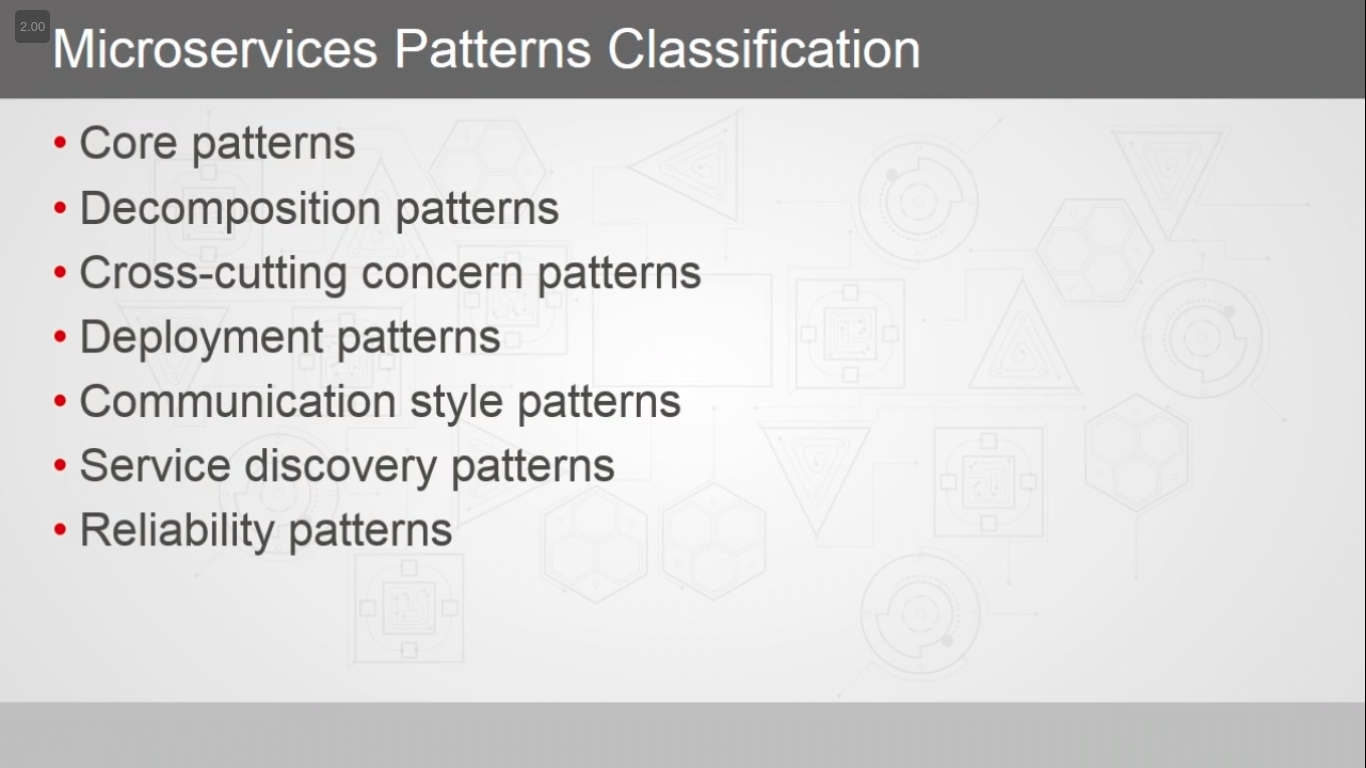 2.00
Microservices Patterns Classification
• Core patterns
• Decomposition patterns
• Cross-cutting concern patterns
• Deployment patterns
• Communication style patterns
• Service discovery patterns
• Reliability patterns